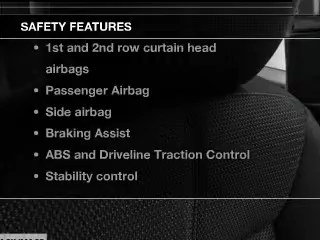 SAFETY FEATURES
• 1st and 2nd row curtain head
airbags
• Passenger Airbag
• Side airbag
• Braking Assist
• ABS and Driveline Traction Control
• Stability control